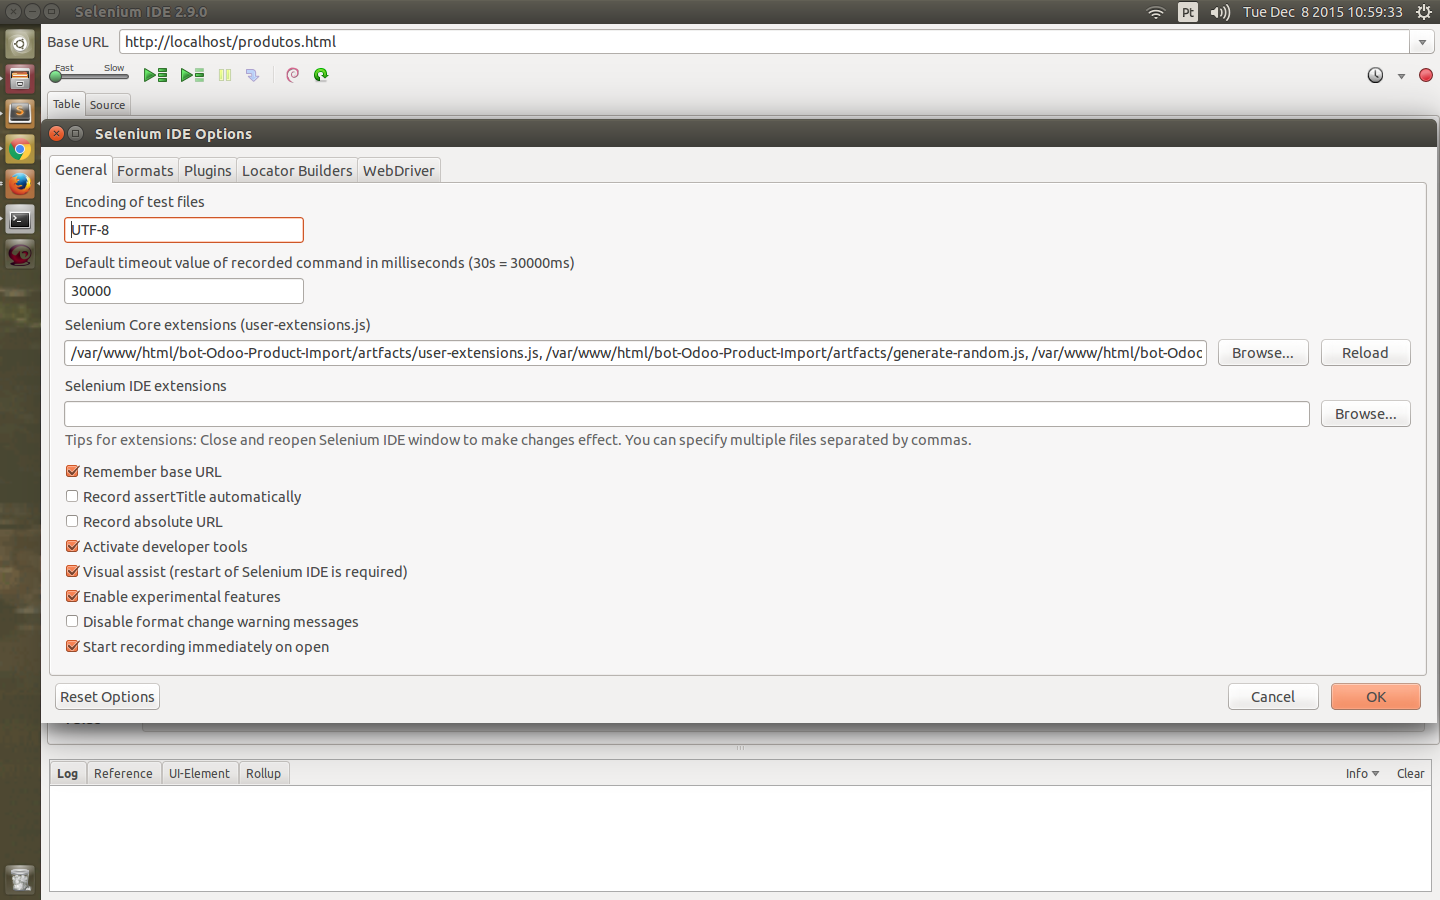 Selenium IDE 2.9.0
Pt
Tue Dec 8 2015 10:59:33
Base URL
http://localhost/produtos.html
Fast
Slow
Table
Source
Selenium IDE Options
General
Formats
Plugins
Locator Builders
WebDriver
Encoding of test files
UTF-8
Default timeout value of recorded command in milliseconds (30s = 30000ms)
30000
Selenium Core extensions (user-extensions.js)
/var/www/html/bot-Odoo-Product-Import/artfacts/user-extensions.js, /var/www/html/bot-Odoo-Product-Import/artfacts/generate-random.js, /var/www/html/bot-Odoo
Browse...
Reload
Selenium IDE extensions
Browse...
Tips for extensions: Close and reopen Selenium IDE window to make changes effect. You can specify multiple files separated by commas.
Remember base URL
Record assertTitle automatically
Record absolute URL
Activate developer tools
Visual assist (restart of Selenium IDE is required)
Enable experimental features
Disable format change warning messages
Start recording immediately on open
Reset Options
Cancel
OK
Log
Reference
UI-Element
Rollup
Info
Clear